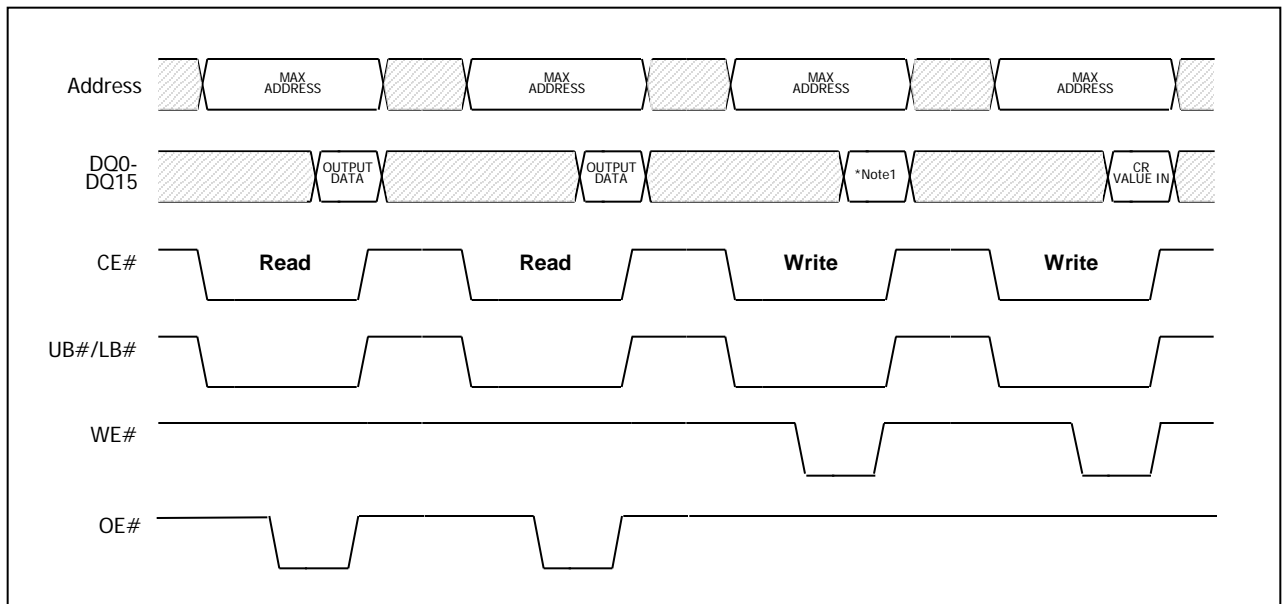 Address
MAX
ADDRESS
MAX
ADDRESS
MAX
ADDRESS
MAX
ADDRESS
DQ0-
DQ15
OUTPUT
DATA
OUTPUT
DATA
*Note1
CR
VALUE IN
CE#
Read
Read
Write
Write
UB#/LB#
WE#
OE#